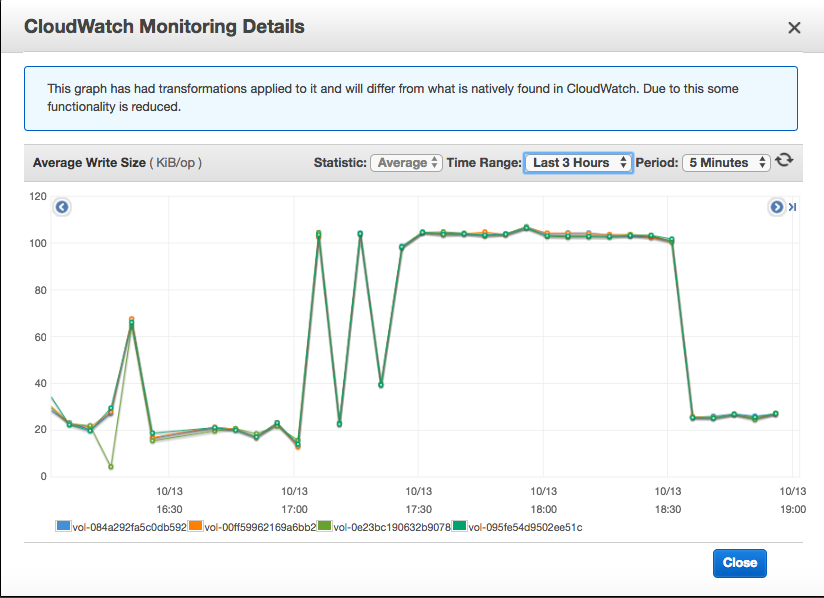 CloudWatch Monitoring Details
This graph has had transformations applied to it and will differ from what is natively found in CloudWatch. Due to this some
functionality is reduced.
Average Write Size ( KiB/op ) Statistic: Average Time Range: Last 3 Hours Period: 5 Minutes
120
100
80
60
40
20
0
10/13 10/13 10/13 10/13 10/13 10/13
16:30 17:00 17:30 18:00 18:30 19:00
vol-084a292fa5c0db592 vol-00ff59962169a6bb2 vol-0e23bc190632b9078 vol-095fe54d9502ee51c
Close